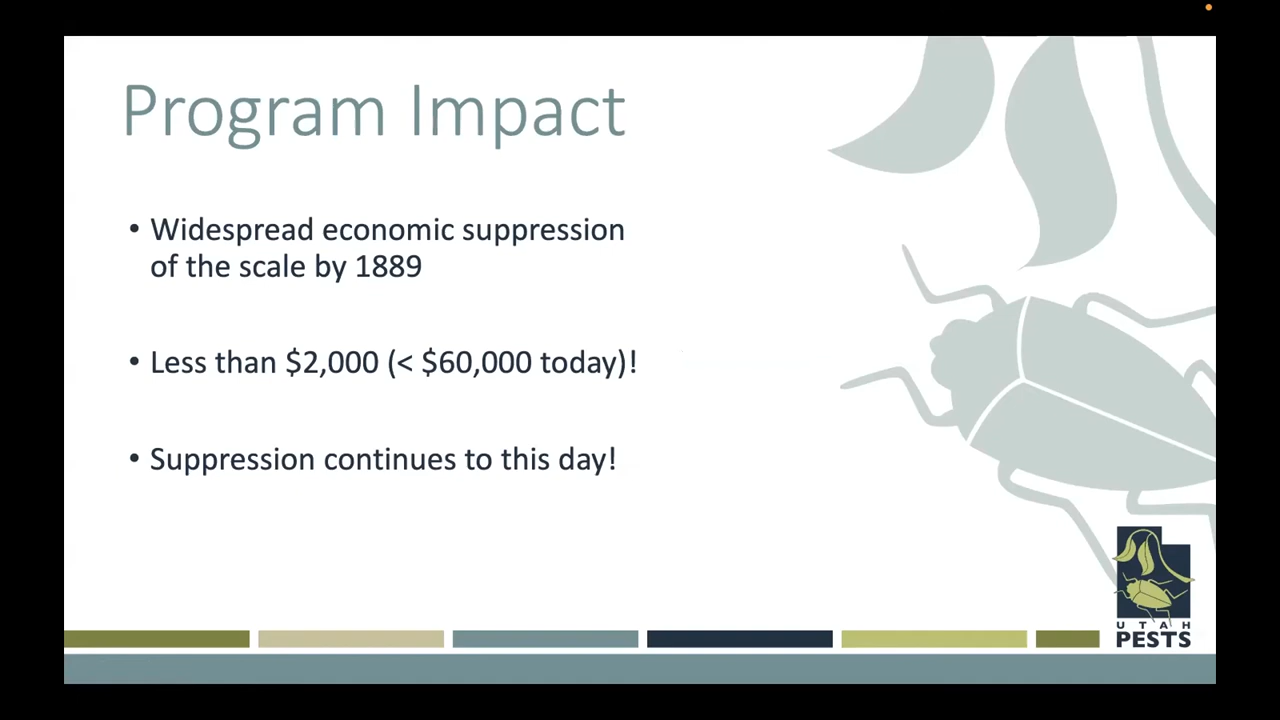 Program Impact
• Widespread economic suppression
of the scale by 1889
• Less than $2,000 (< $60,000 today)!
• Suppression continues to this day!
UTAH
PESTS